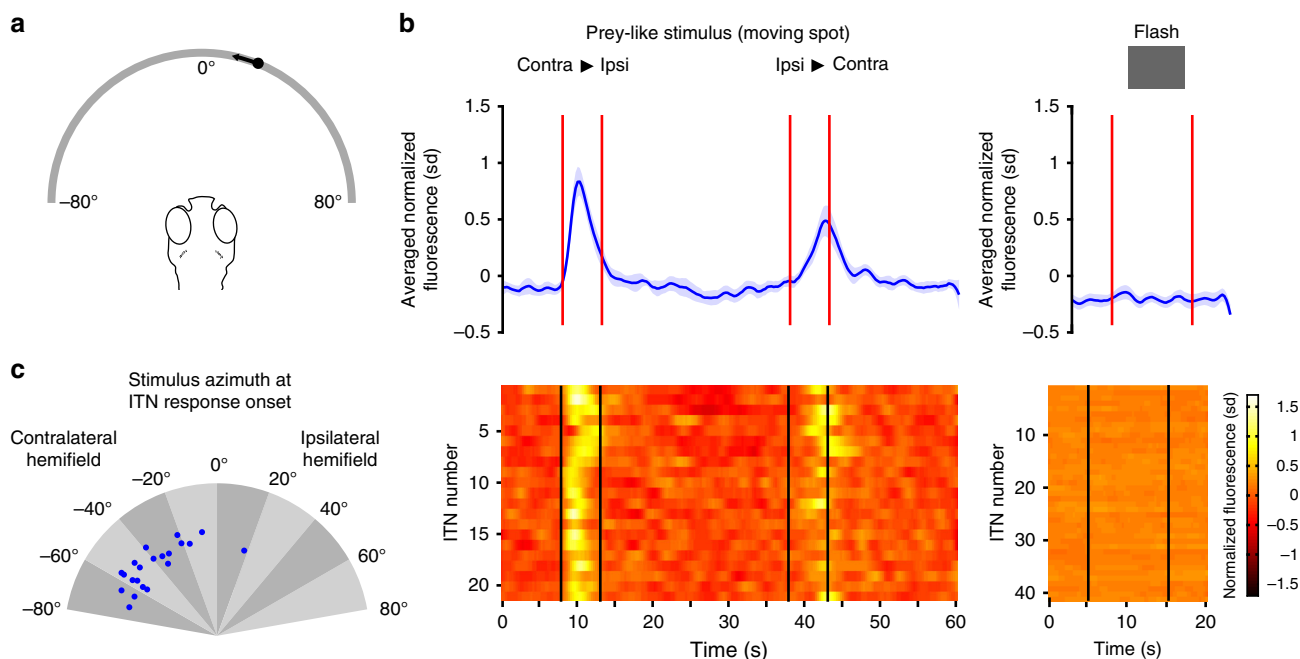 a
0°
–80°
80°
b
Prey-like stimulus (moving spot)
Contra ▶ Ipsi
Ipsi ▶ Contra
Flash
Averaged normalized
fluorescence (sd)
1.5
1
0.5
0
–0.5
Averaged normalized
fluorescence (sd)
1.5
1
0.5
0
–0.5
c
Stimulus azimuth at
ITN response onset
Contralateral
hemifield
Ipsilateral
hemifield
–80°
–60°
–40°
–20°
0°
20°
40°
60°
80°
ITN number
5
10
15
20
0
10
20
30
40
50
60
Time (s)
ITN number
10
20
30
40
0
10
20
Time (s)
Normalized fluorescence (sd)
1.5
1
0.5
0
–0.5
–1
–1.5